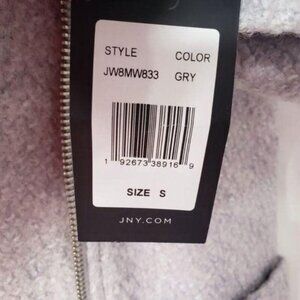 STYLE COLOR
JW8MW833 GRY
1 92673 38916 9
SIZE S
JNY.COM